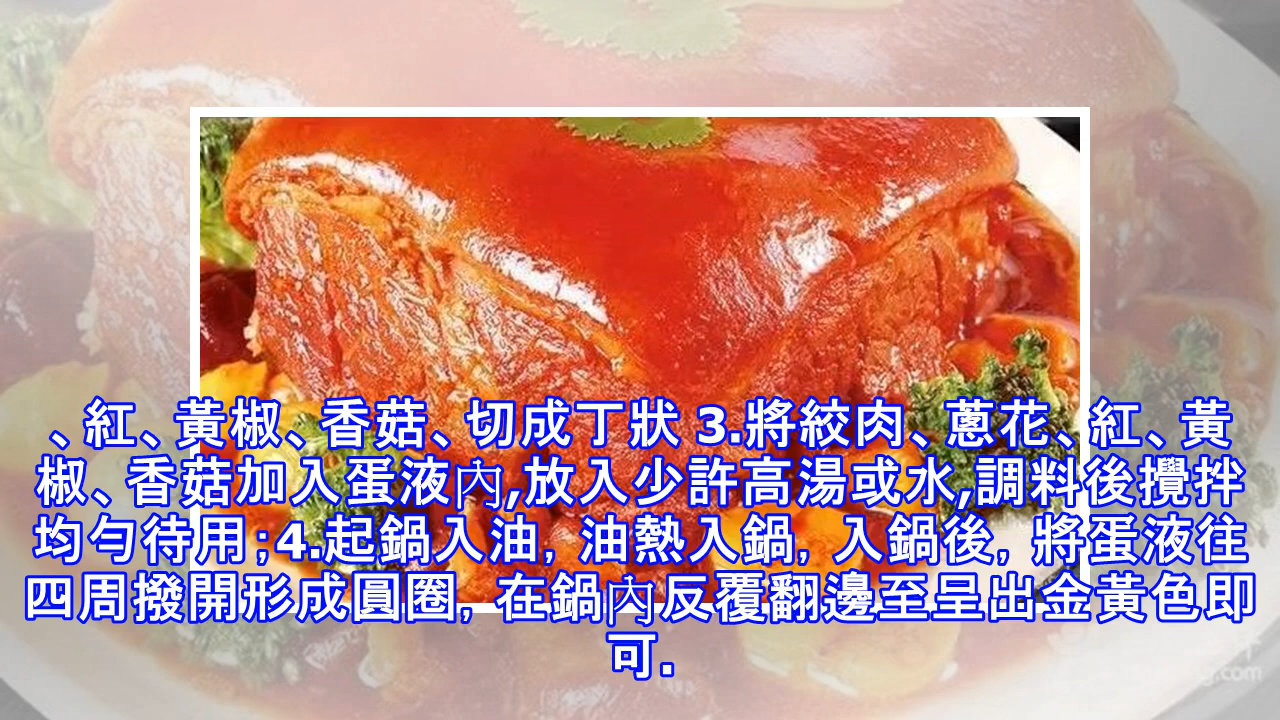 、紅、黃椒、香菇、切成丁狀 3.將絞肉、蔥花、紅、黃
椒、香菇加入蛋液內,放入少許高湯或水,調料後攪拌
均勻待用;4.起鍋入油, 油熱入鍋, 入鍋後, 將蛋液往
四周撥開形成圓圈, 在鍋內反覆翻邊至呈出金黃色即
可.